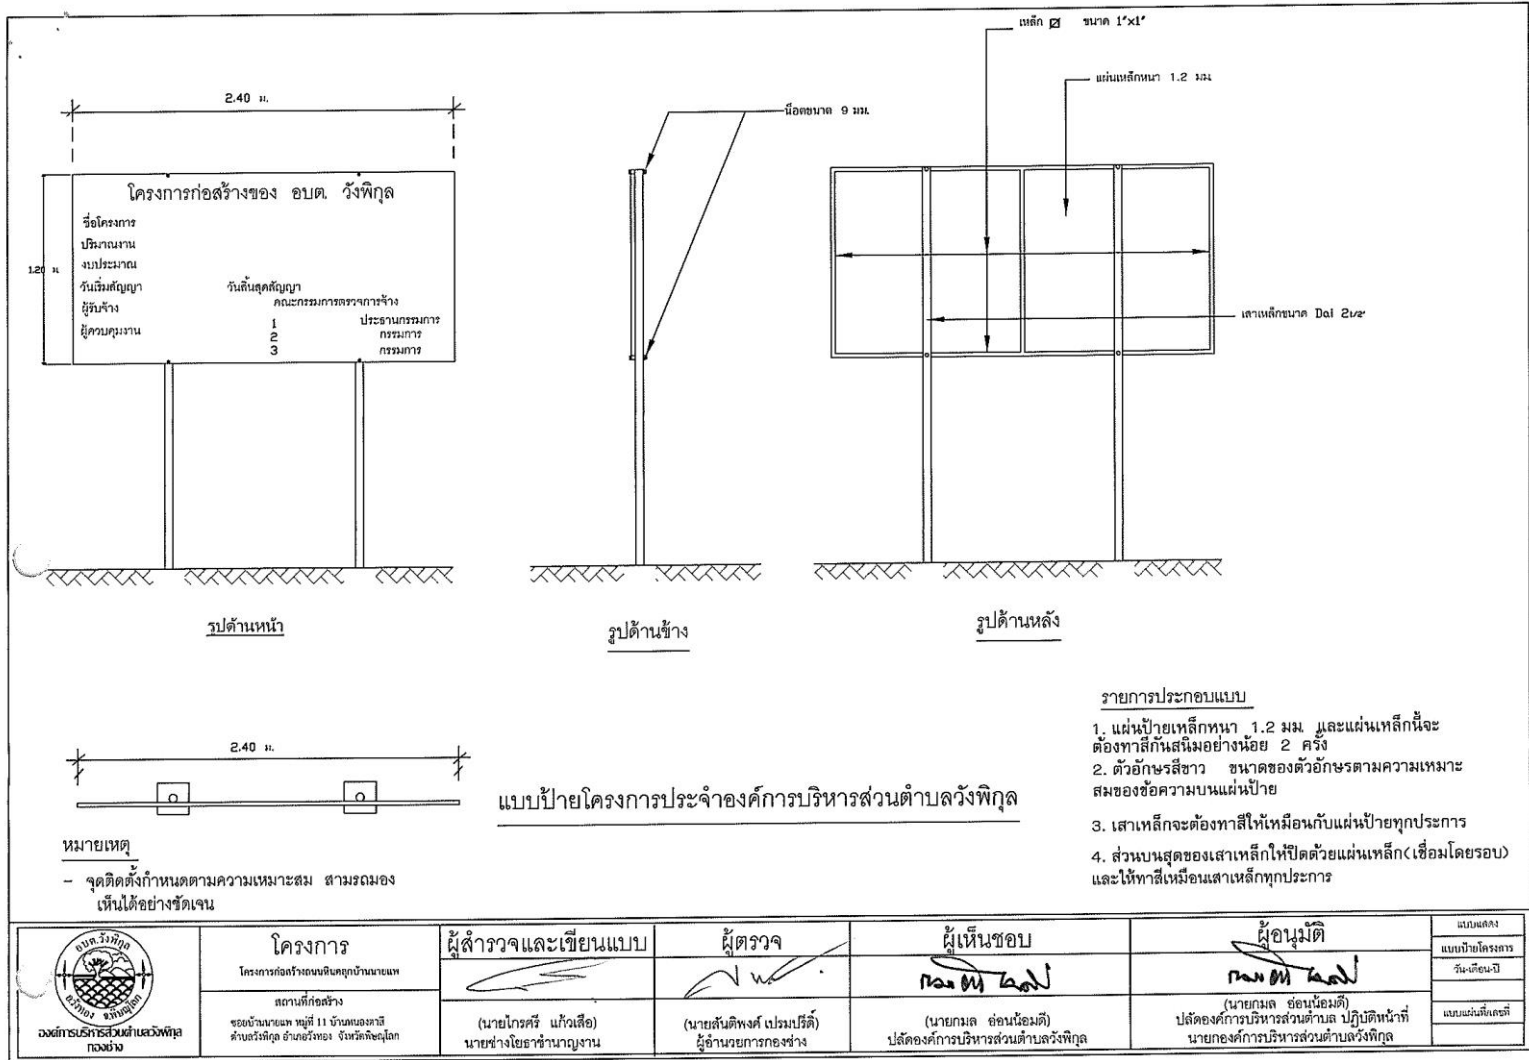 เหล็ก ขนาด 1"x1"
แผ่นเหล็กหนา 1.2 มม.
2.40 ม.
น๊อตขนาด 9 มม.
โครงการก่อสร้างของ อบต. วังพิกุล
ชื่อโครงการ
ปริมาณงาน
งบประมาณ
วันเริ่มสัญญา วันสิ้นสุดสัญญา
ผู้รับจ้าง คณะกรรมการตรวจการจ้าง
ผู้ควบคุมงาน 1 ประธานกรรมการ
2 กรรมการ
3 กรรมการ
1.20 ม
เสาเหล็กขนาด Dai 21/2"
รูปด้านหน้า
รูปด้านข้าง
รูปด้านหลัง
2.40 ม.
แบบป้ายโครงการประจำองค์การบริหารส่วนตำบลวังพิกุล
หมายเหตุ
- จุดติดตั้งกำหนดตามความเหมาะสม สามรถมอง
เห็นได้อย่างชัดเจน
รายการประกอบแบบ
1. แผ่นป้ายเหล็กหนา 1.2 มม. และแผ่นเหล็กนี้จะ
ต้องทาสีกันสนิมอย่างน้อย 2 ครั้ง
2. ตัวอักษรสีขาว ขนาดของตัวอักษรตามความเหมาะ
สมของข้อความบนแผ่นป้าย
3. เสาเหล็กจะต้องทาสีให้เหมือนกับแผ่นป้ายทุกประการ
4. ส่วนบนสุดของเสาเหล็กให้ปิดด้วยแผ่นเหล็ก(เชื่อมโดยรอบ)
และให้ทาสีเหมือนเสาเหล็กทุกประการ
อบต.วังพิกุล
อ.วังทอง จ.พิษณุโลก
องค์การบริหารส่วนตำบลวังพิกุล
กองช่าง
โครงการ
โครงการก่อสร้างถนนหินคลุกบ้านนายแพ
สถานที่ก่อสร้าง
ซอยบ้านนายแพ หมู่ที่ 11 บ้านหนองตาสี
ตำบลวังพิกุล อำเภอวังทอง จังหวัดพิษณุโลก
ผู้สำรวจและเขียนแบบ
(นายไกรศรี แก้วเสือ)
นายช่างโยธาชำนาญงาน
ผู้ตรวจ
(นายสันติพงศ์ เปรมปรีดิ์)
ผู้อำนวยการกองช่าง
ผู้เห็นชอบ
(นายกมล อ่อนน้อมดี)
ปลัดองค์การบริหารส่วนตำบลวังพิกุล
ผู้อนุมัติ
(นายกมล อ่อนน้อมดี)
ปลัดองค์การบริหารส่วนตำบล ปฏิบัติหน้าที่
นายกองค์การบริหารส่วนตำบลวังพิกุล
แบบแสดง
แบบป้ายโครงการ
วัน-เดือน-ปี
แบบแผ่นที่/เลขที่